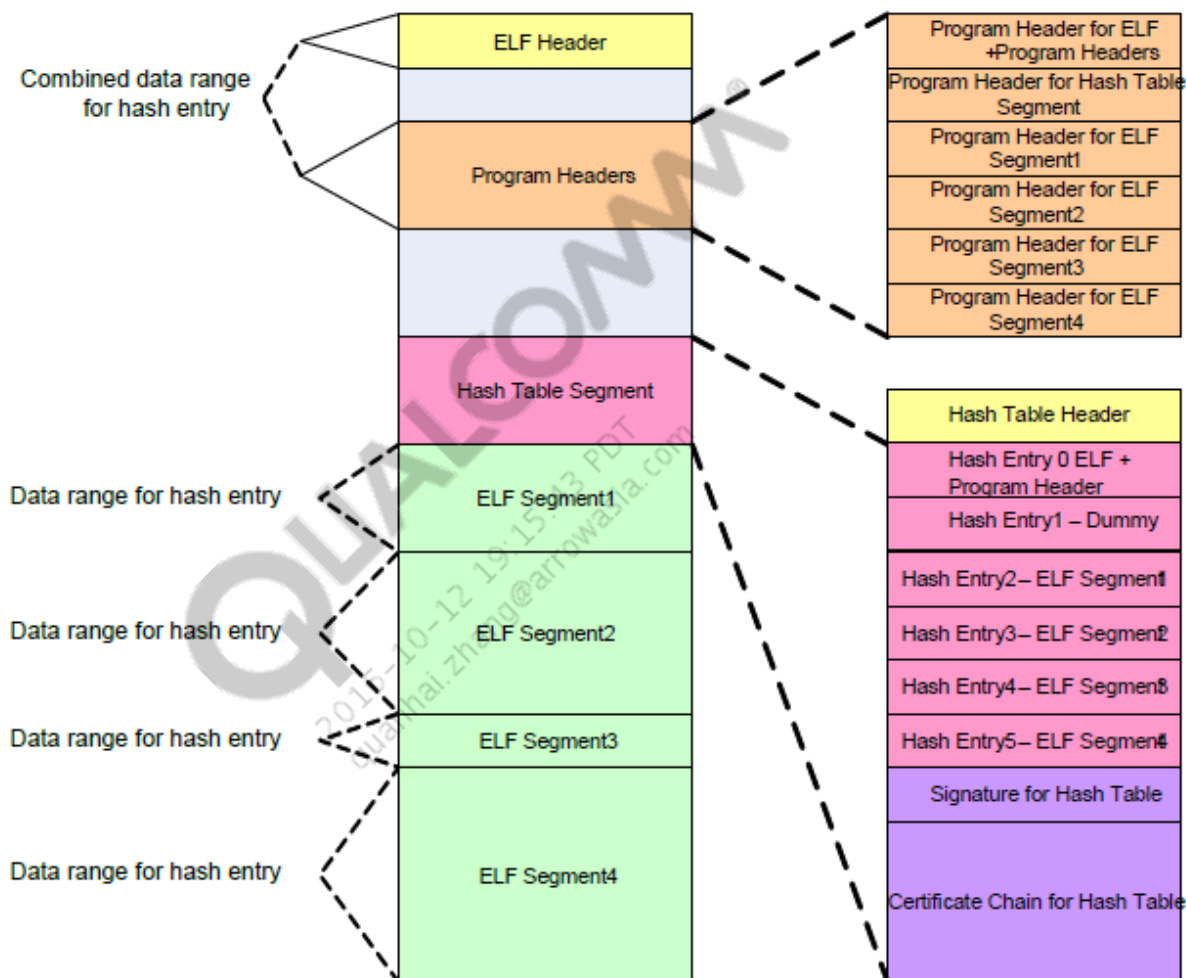 Combined data range
for hash entry
Data range for hash entry
Data range for hash entry
Data range for hash entry
Data range for hash entry
ELF Header
Program Headers
Hash Table Segment
ELF Segment1
ELF Segment2
ELF Segment3
ELF Segment4
Program Header for ELF
+Program Headers
Program Header for Hash Table
Segment
Program Header for ELF
Segment1
Program Header for ELF
Segment2
Program Header for ELF
Segment3
Program Header for ELF
Segment4
Hash Table Header
Hash Entry 0 ELF +
Program Header
Hash Entry1 – Dummy
Hash Entry2 – ELF Segment1
Hash Entry3 – ELF Segment2
Hash Entry4 – ELF Segment3
Hash Entry5 – ELF Segment4
Signature for Hash Table
Certificate Chain for Hash Table
QUALCOMM®
2015-10-12 19:15:43 PDT
quanhai.zhang@arrowasia.com